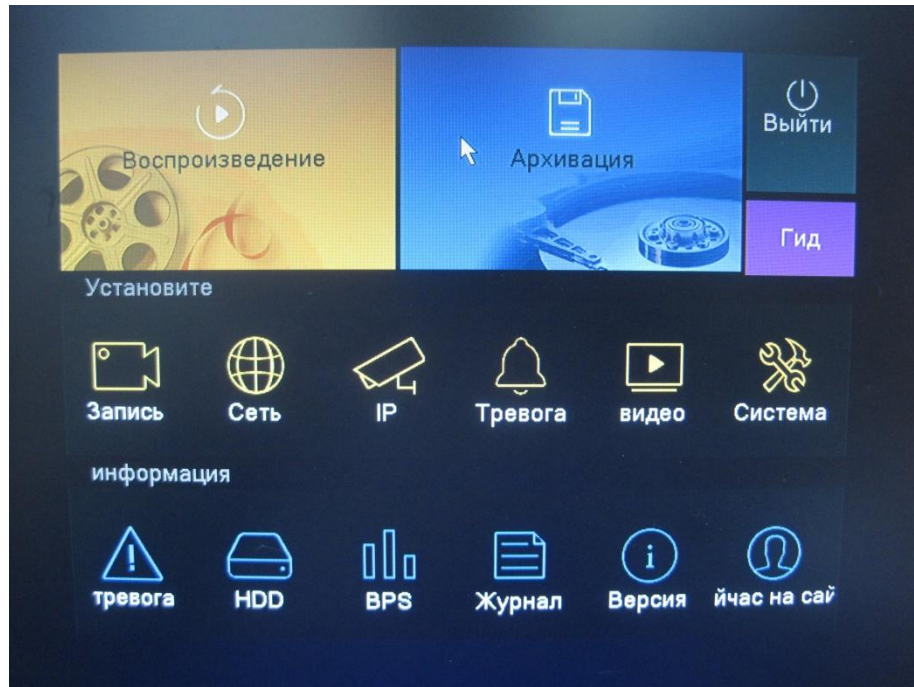 Воспроизведение
Архивация
Выйти
Гид
Установите
Запись Сеть IP Тревога видео Система
информация
тревога HDD BPS Журнал Версия йчас на сай